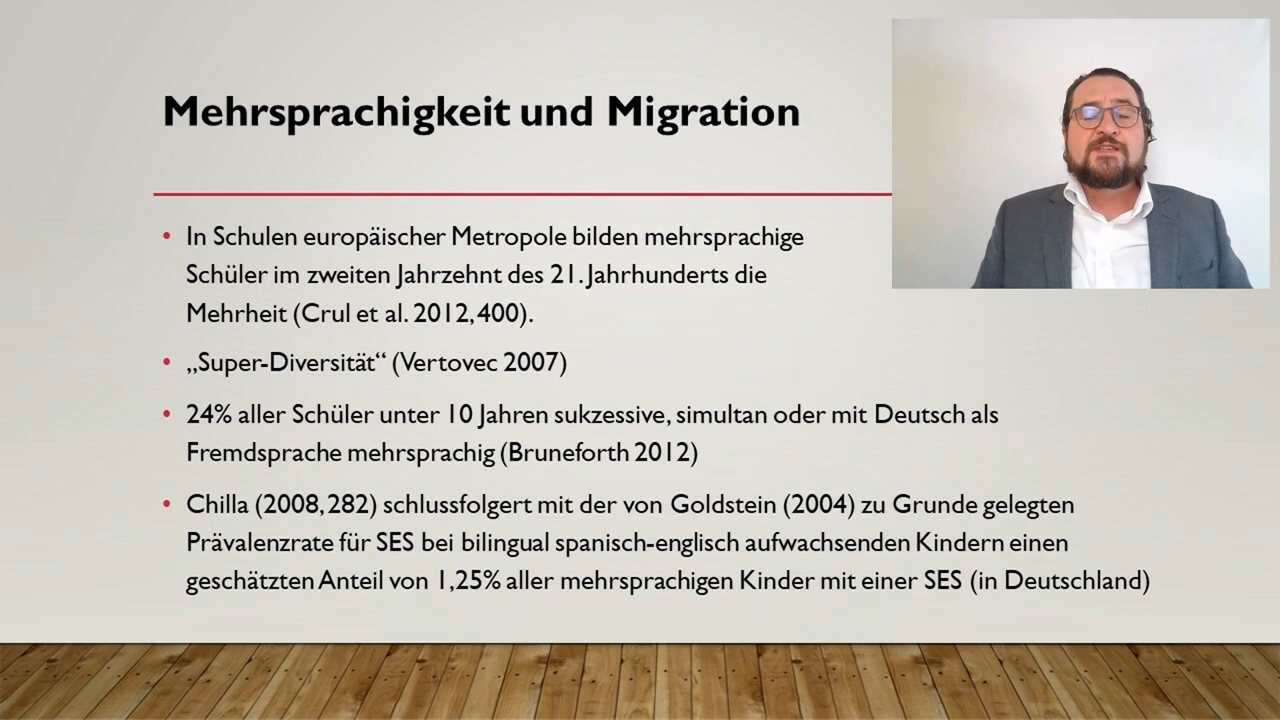 Mehrsprachigkeit und Migration
• In Schulen europäischer Metropole bilden mehrsprachige
Schüler im zweiten Jahrzehnt des 21. Jahrhunderts die
Mehrheit (Crul et al. 2012, 400).
• „Super-Diversität“ (Vertovec 2007)
• 24% aller Schüler unter 10 Jahren sukzessive, simultan oder mit Deutsch als
Fremdsprache mehrsprachig (Bruneforth 2012)
• Chilla (2008, 282) schlussfolgert mit der von Goldstein (2004) zu Grunde gelegten
Prävalenzrate für SES bei bilingual spanisch-englisch aufwachsenden Kindern einen
geschätzten Anteil von 1,25% aller mehrsprachigen Kinder mit einer SES (in Deutschland)